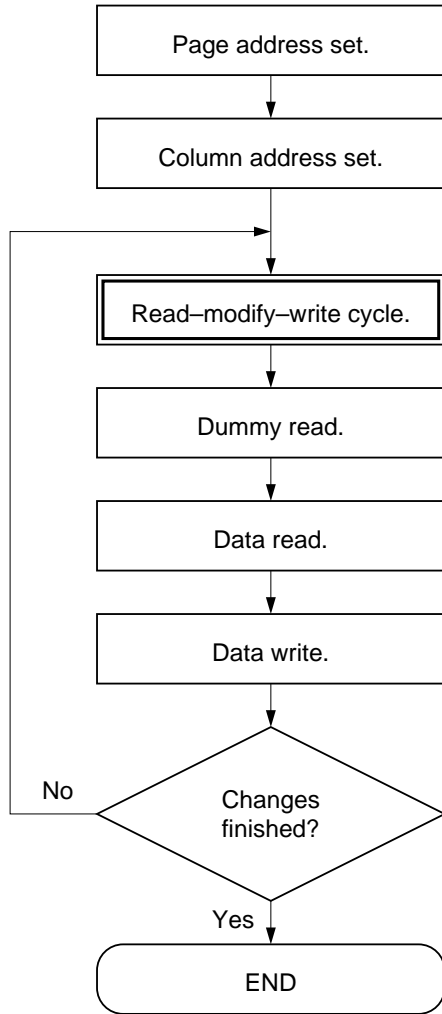 Page address set.
Column address set.
Read–modify–write cycle.
Dummy read.
Data read.
Data write.
Changes
finished?
No
Yes
END